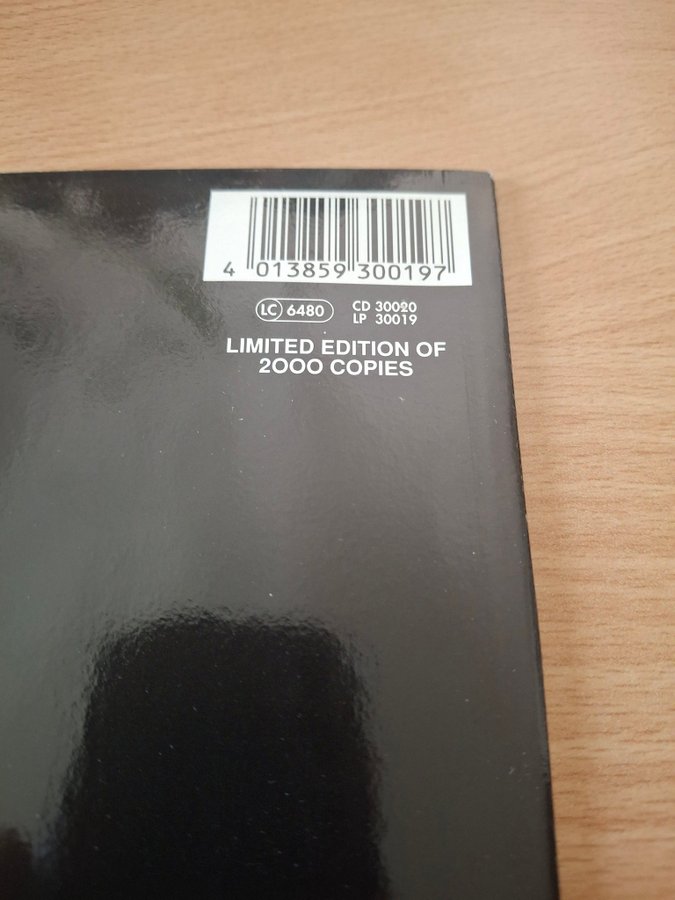 4 013859 300197
LC 6480 CD 30020
LP 30019
LIMITED EDITION OF
2000 COPIES